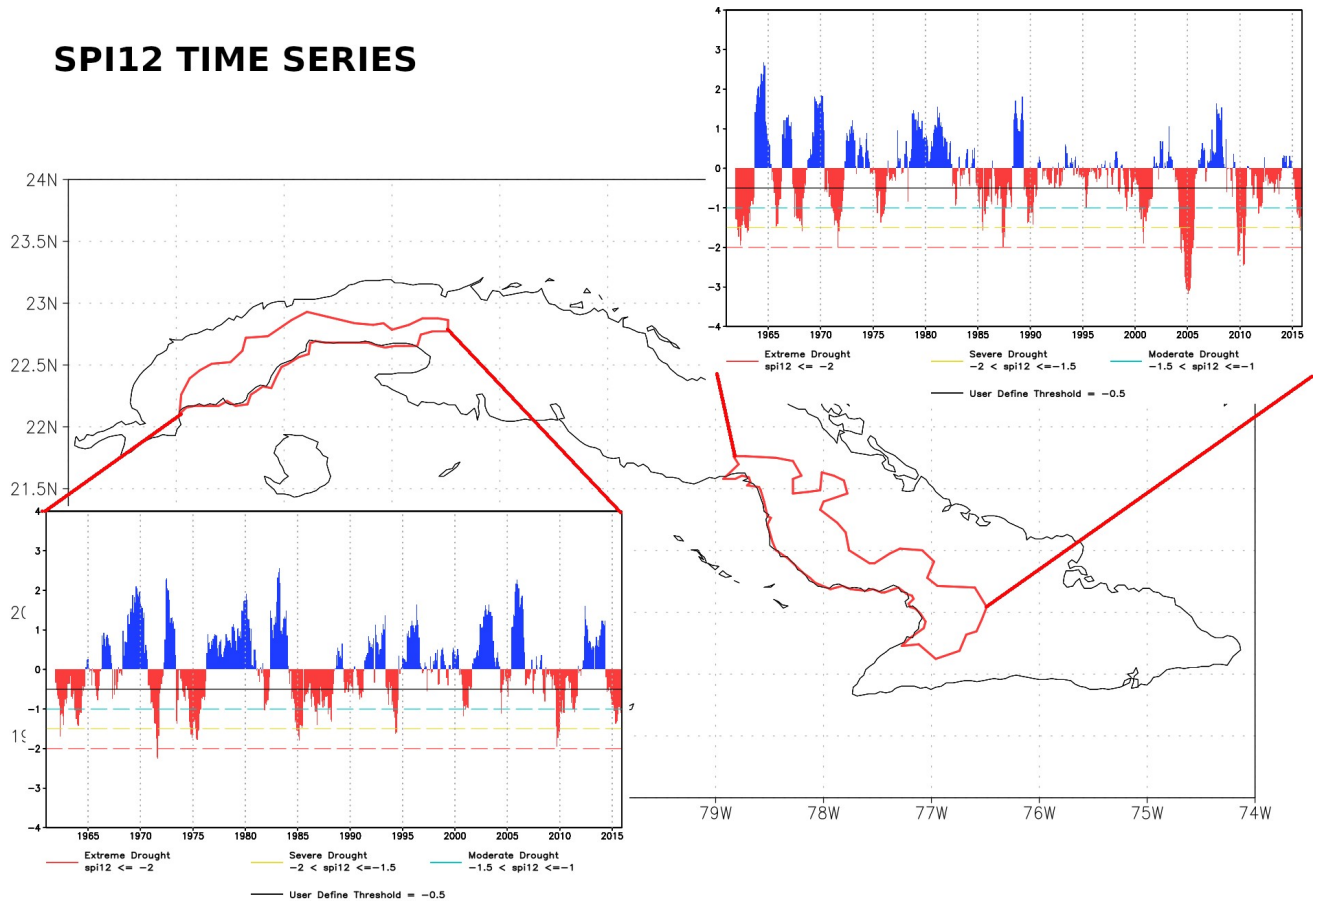 SPI12 TIME SERIES
4
3
2
1
0
−1
−2
−3
−4
1965 1970 1975 1980 1985 1990 1995 2000 2005 2010 2015
Extreme Drought
spi12 <= −2
Severe Drought
−2 < spi12 <=−1.5
Moderate Drought
−1.5 < spi12 <=−1
User Define Threshold = −0.5
24N
23.5N
23N
22.5N
22N
21.5N
4
3
2
1
0
−1
−2
−3
−4
1965 1970 1975 1980 1985 1990 1995 2000 2005 2010 2015
79W 78W 77W 76W 75W 74W
Extreme Drought
spi12 <= −2
Severe Drought
−2 < spi12 <=−1.5
Moderate Drought
−1.5 < spi12 <=−1
User Define Threshold = −0.5